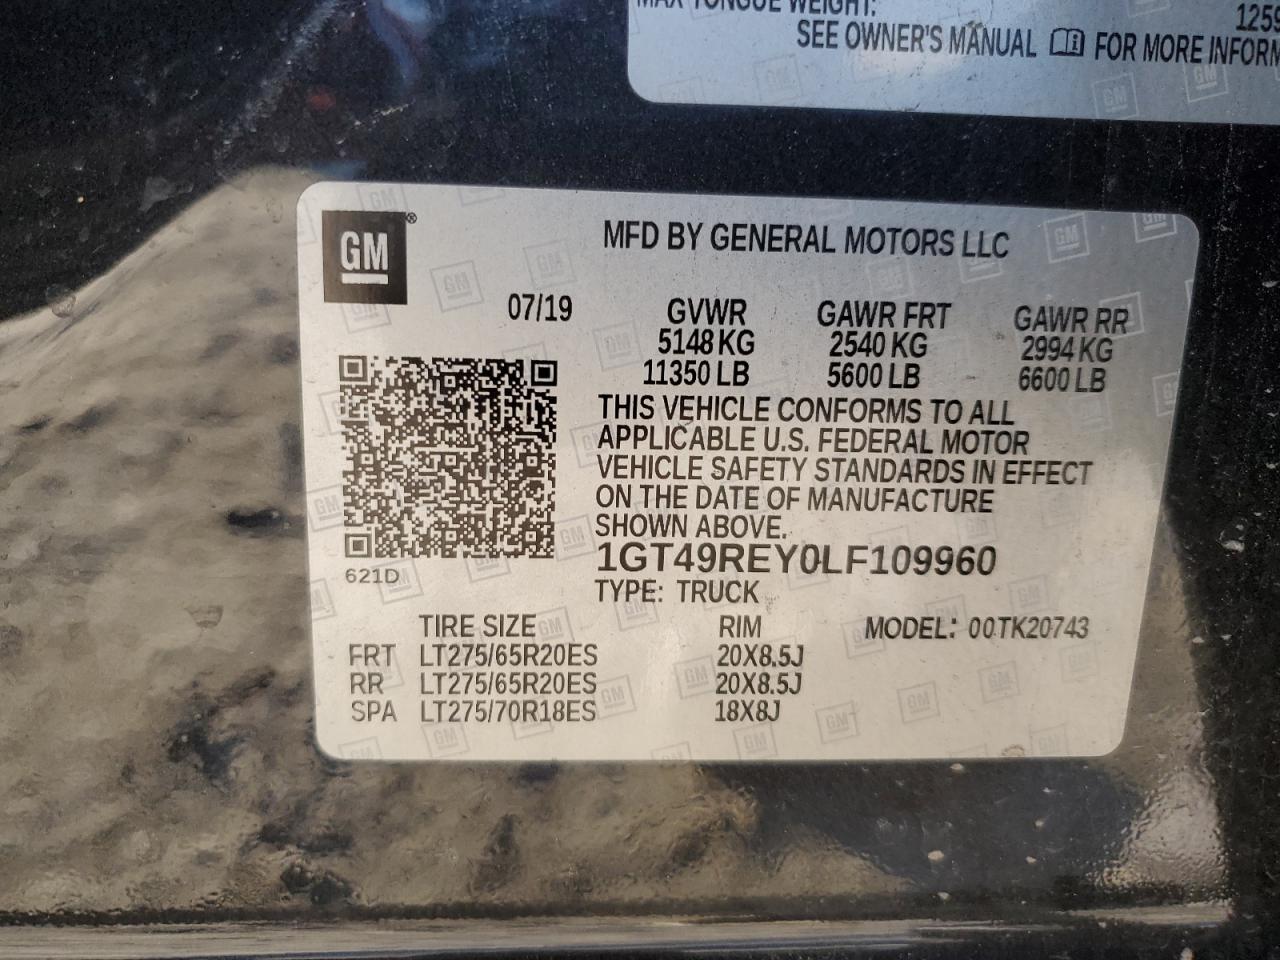 MAX TONGUE WEIGHT:
SEE OWNER'S MANUAL FOR MORE INFORM
GM
MFD BY GENERAL MOTORS LLC
07/19 GVWR GAWR FRT GAWR RR
5148 KG 2540 KG 2994 KG
11350 LB 5600 LB 6600 LB
THIS VEHICLE CONFORMS TO ALL
APPLICABLE U.S. FEDERAL MOTOR
VEHICLE SAFETY STANDARDS IN EFFECT
ON THE DATE OF MANUFACTURE
SHOWN ABOVE.
1GT49REY0LF109960
621D
TYPE: TRUCK
TIRE SIZE RIM MODEL: 00TK20743
FRT LT275/65R20ES 20X8.5J
RR LT275/65R20ES 20X8.5J
SPA LT275/70R18ES 18X8J